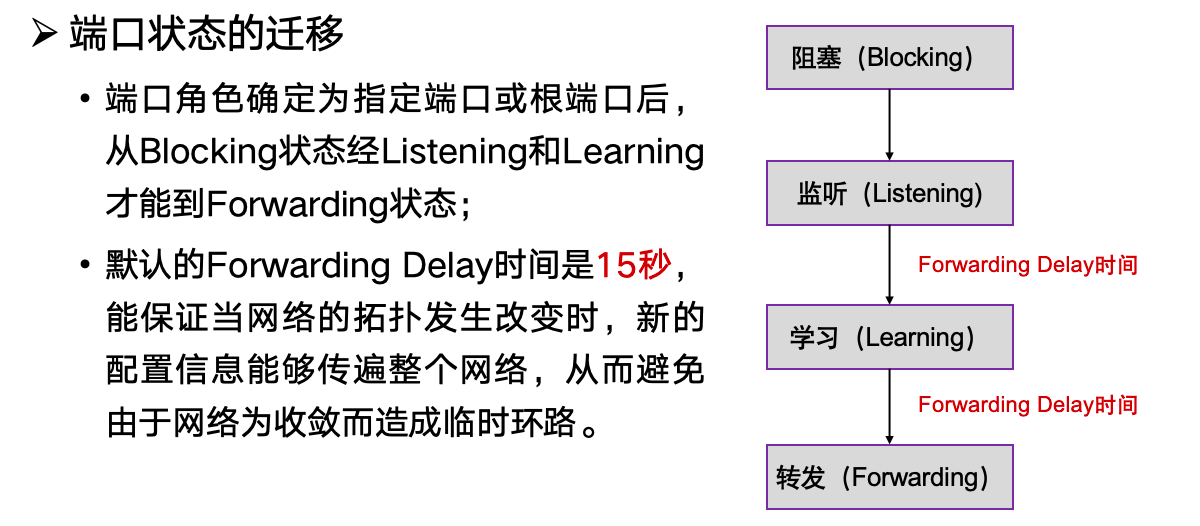 ➢ 端口状态的迁移
• 端口角色确定为指定端口或根端口后，
从Blocking状态经Listening和Learning
才能到Forwarding状态；
• 默认的Forwarding Delay时间是15秒，
能保证当网络的拓扑发生改变时，新的
配置信息能够传遍整个网络，从而避免
由于网络为收敛而造成临时环路。
阻塞（Blocking）
监听（Listening)
Forwarding Delay时间
学习（Learning）
Forwarding Delay时间
转发（Forwarding）